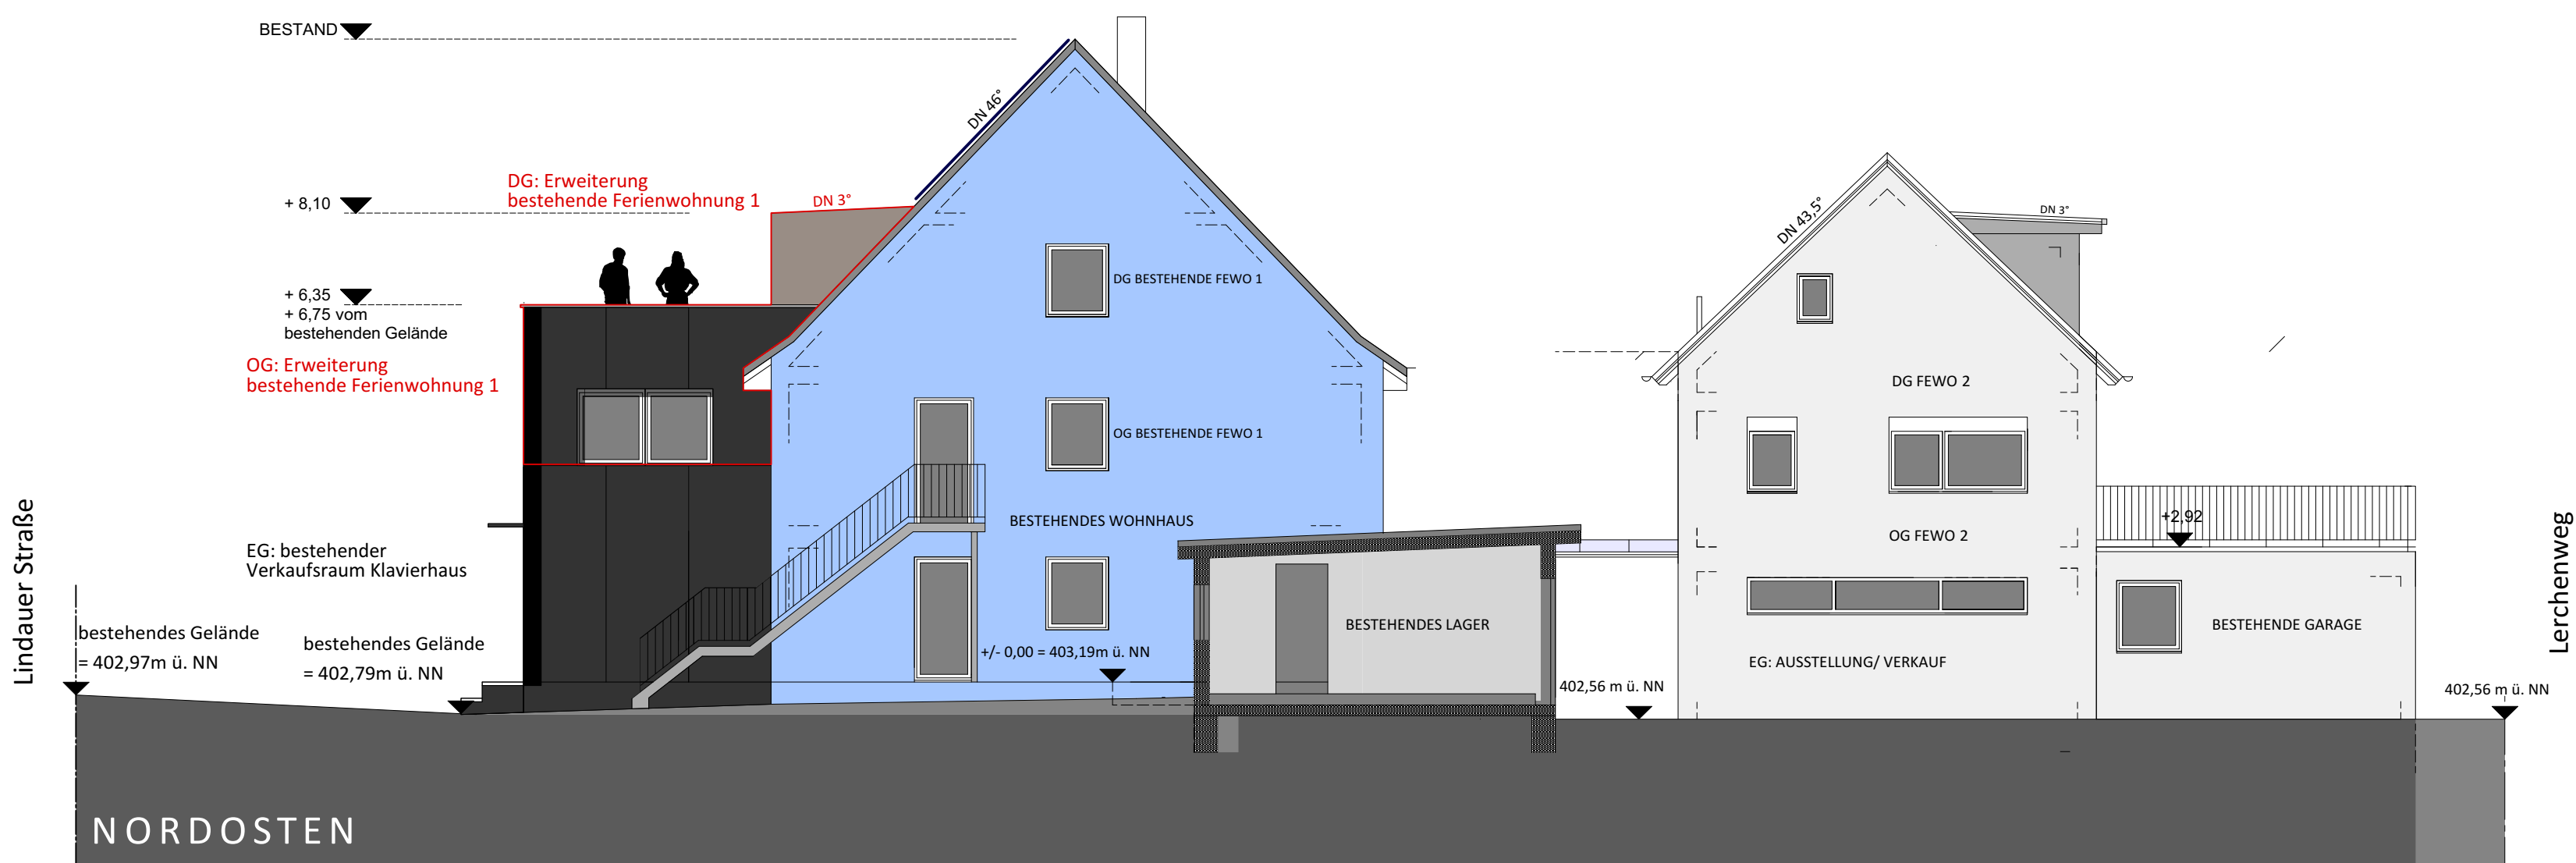 BESTAND
DN 46°
DG: Erweiterung
bestehende Ferienwohnung 1
DN 3°
+ 8,10
+ 6,35
+ 6,75 vom
bestehenden Gelände
OG: Erweiterung
bestehende Ferienwohnung 1
DG BESTEHENDE FEWO 1
OG BESTEHENDE FEWO 1
BESTEHENDES WOHNHAUS
DN 43,5°
DN 3°
DG FEWO 2
OG FEWO 2
+2,92
Lindauer Straße
EG: bestehender
Verkaufsraum Klavierhaus
bestehendes Gelände
= 402,97m ü. NN
bestehendes Gelände
= 402,79m ü. NN
+/- 0,00 = 403,19m ü. NN
BESTEHENDES LAGER
402,56 m ü. NN
EG: AUSSTELLUNG/ VERKAUF
BESTEHENDE GARAGE
402,56 m ü. NN
Lerchenweg
NORDOSTEN